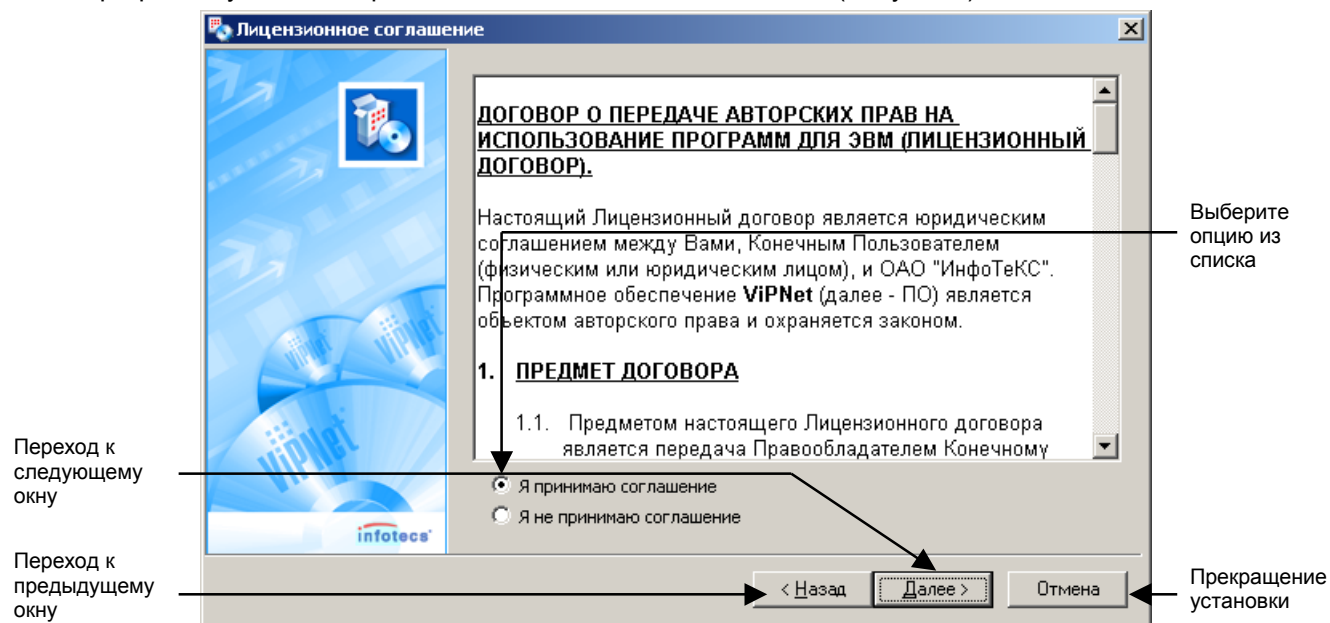 Лицензионное соглашение
ДОГОВОР О ПЕРЕДАЧЕ АВТОРСКИХ ПРАВ НА
ИСПОЛЬЗОВАНИЕ ПРОГРАММ ДЛЯ ЭВМ (ЛИЦЕНЗИОННЫЙ
ДОГОВОР).
Настоящий Лицензионный договор является юридическим
соглашением между Вами, Конечным Пользователем
(физическим или юридическим лицом), и ОАО "ИнфоТеКС".
Программное обеспечение ViPNet (далее - ПО) является
объектом авторского права и охраняется законом.
1. ПРЕДМЕТ ДОГОВОРА
1.1. Предметом настоящего Лицензионного договора
является передача Правообладателем Конечному
Я принимаю соглашение
Я не принимаю соглашение
< Назад
Далее >
Отмена
ViPNet
ViPNet
ViPNet
infotecs
Выберите
опцию из
списка
Переход к
следующему
окну
Переход к
предыдущему
окну
Прекращение
установки